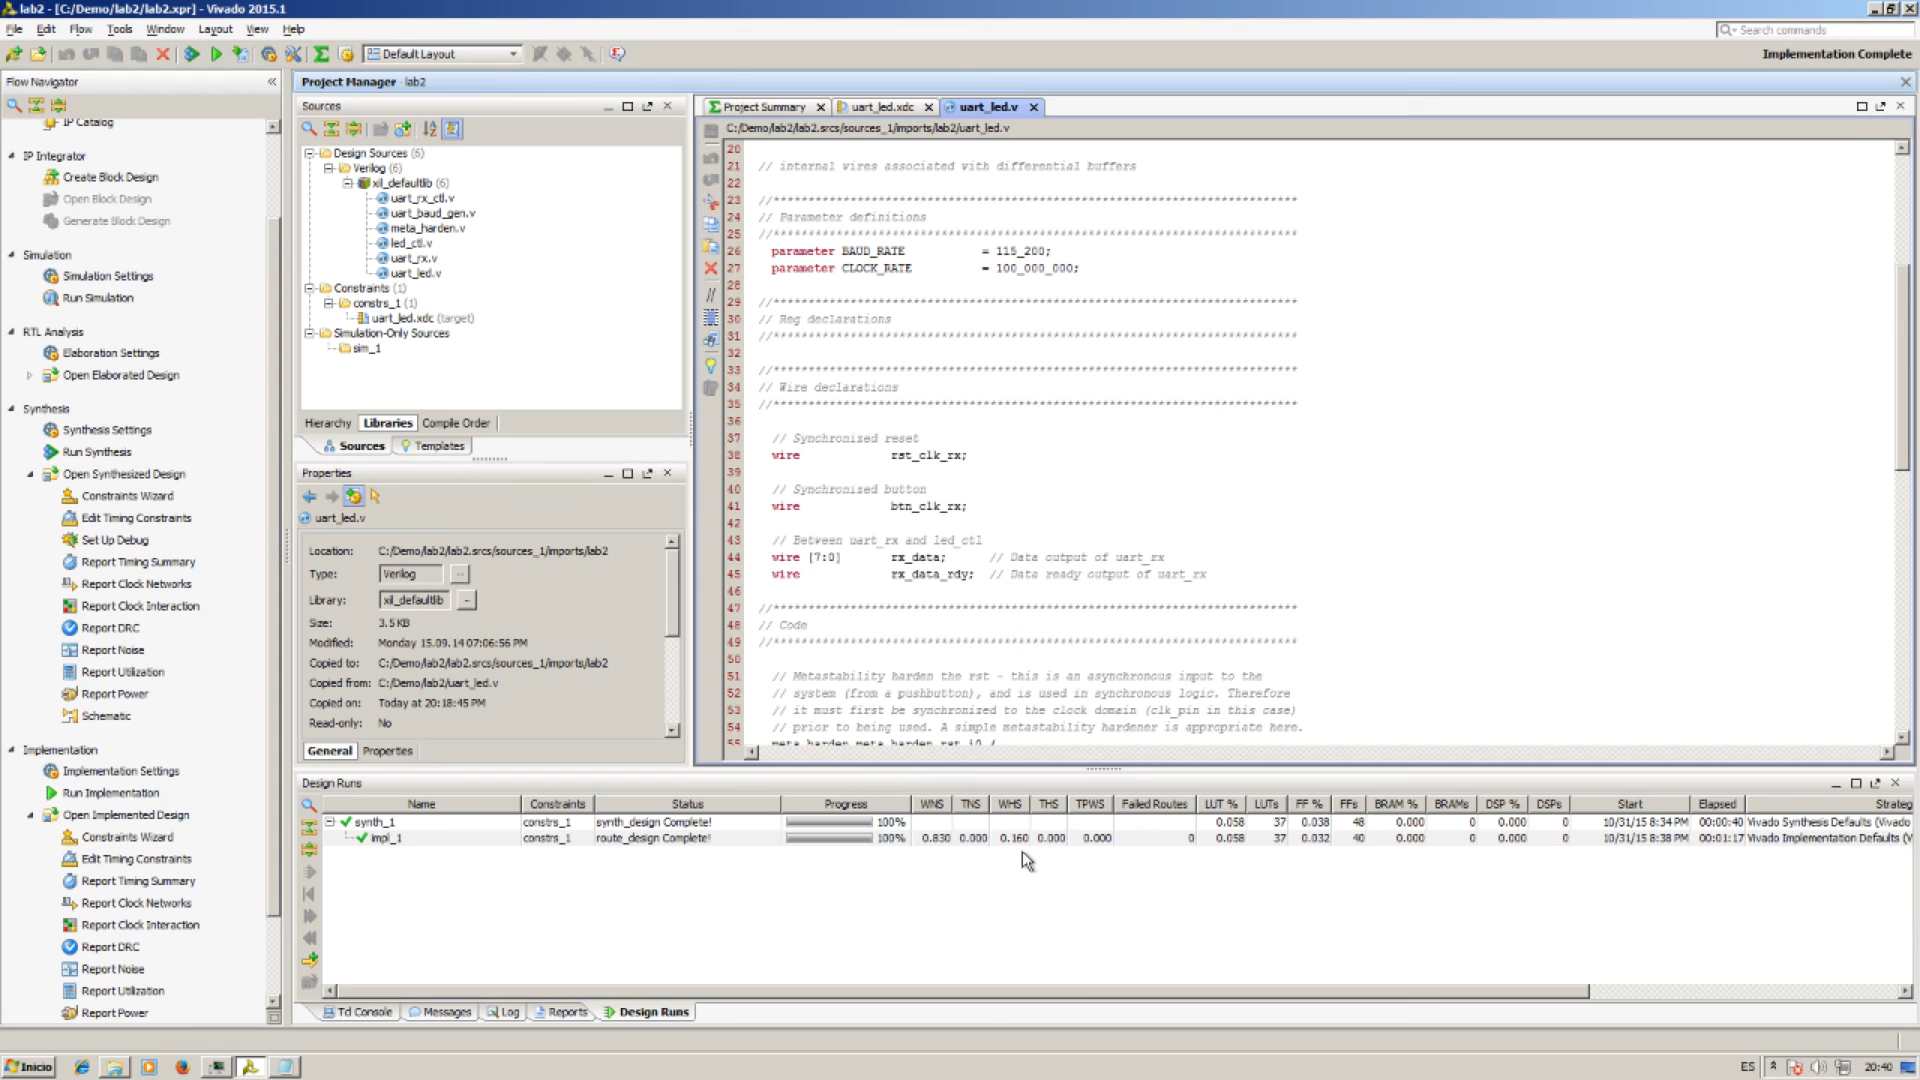 lab2 - [C:/Demo/lab2/lab2.xpr] - Vivado 2015.1
File Edit Flow Tools Window Layout View Help
Search commands
Default Layout
Implementation Complete
Flow Navigator
IP Catalog
IP Integrator
Create Block Design
Open Block Design
Generate Block Design
Simulation
Simulation Settings
Run Simulation
RTL Analysis
Elaboration Settings
Open Elaborated Design
Synthesis
Synthesis Settings
Run Synthesis
Open Synthesized Design
Constraints Wizard
Edit Timing Constraints
Set Up Debug
Report Timing Summary
Report Clock Networks
Report Clock Interaction
Report DRC
Report Noise
Report Utilization
Report Power
Schematic
Implementation
Implementation Settings
Run Implementation
Open Implemented Design
Constraints Wizard
Edit Timing Constraints
Report Timing Summary
Report Clock Networks
Report Clock Interaction
Report DRC
Report Noise
Report Utilization
Report Power
Project Manager - lab2
Sources
Design Sources (6)
Verilog (6)
xil_defaultlib (6)
uart_rx_ctl.v
uart_baud_gen.v
meta_harden.v
led_ctl.v
uart_rx.v
uart_led.v
Constraints (1)
constrs_1 (1)
uart_led.xdc (target)
Simulation-Only Sources
sim_1
Hierarchy Libraries Compile Order
Sources Templates
Properties
uart_led.v
Location: C:/Demo/lab2/lab2.srcs/sources_1/imports/lab2
Type: Verilog ...
Library: xil_defaultlib ...
Size: 3.5 KB
Modified: Monday 15.09.14 07:06:56 PM
Copied to: C:/Demo/lab2/lab2.srcs/sources_1/imports/lab2
Copied from: C:/Demo/lab2/uart_led.v
Copied on: Today at 20:18:45 PM
Read-only: No
General Properties
Project Summary uart_led.xdc uart_led.v
C:/Demo/lab2/lab2.srcs/sources_1/imports/lab2/uart_led.v
20
21 // internal wires associated with differential buffers
22
23 //***************************************************************************
24 // Parameter definitions
25 //***************************************************************************
26 parameter BAUD_RATE = 115_200;
27 parameter CLOCK_RATE = 100_000_000;
28
29 //***************************************************************************
30 // Reg declarations
31 //***************************************************************************
32
33 //***************************************************************************
34 // Wire declarations
35 //***************************************************************************
36
37 // Synchronized reset
38 wire rst_clk_rx;
39
40 // Synchronized button
41 wire btn_clk_rx;
42
43 // Between uart_rx and led_ctl
44 wire [7:0] rx_data; // Data output of uart_rx
45 wire rx_data_rdy; // Data ready output of uart_rx
46
47 //***************************************************************************
48 // Code
49 //***************************************************************************
50
51 // Metastability harden the rst - this is an asynchronous input to the
52 // system (from a pushbutton), and is used in synchronous logic. Therefore
53 // it must first be synchronized to the clock domain (clk_pin in this case)
54 // prior to being used. A simple metastability hardener is appropriate here.
55 meta_harden meta_harden_rst_i0 (
Design Runs
Name Constraints Status Progress WNS TNS WHS THS TPWS Failed Routes LUT % LUTs FF % FFs BRAM % BRAMs DSP % DSPs Start Elapsed Strateg
synth_1 constrs_1 synth_design Complete! 100% 0.058 37 0.038 48 0.000 0 0.000 0 10/31/15 8:34 PM 00:00:40 Vivado Synthesis Defaults (Vivado
impl_1 constrs_1 route_design Complete! 100% 0.830 0.000 0.160 0.000 0.000 0 0.058 37 0.032 40 0.000 0 0.000 0 10/31/15 8:38 PM 00:01:17 Vivado Implementation Defaults (V
Tcl Console Messages Log Reports Design Runs
Inicio
ES 20:40